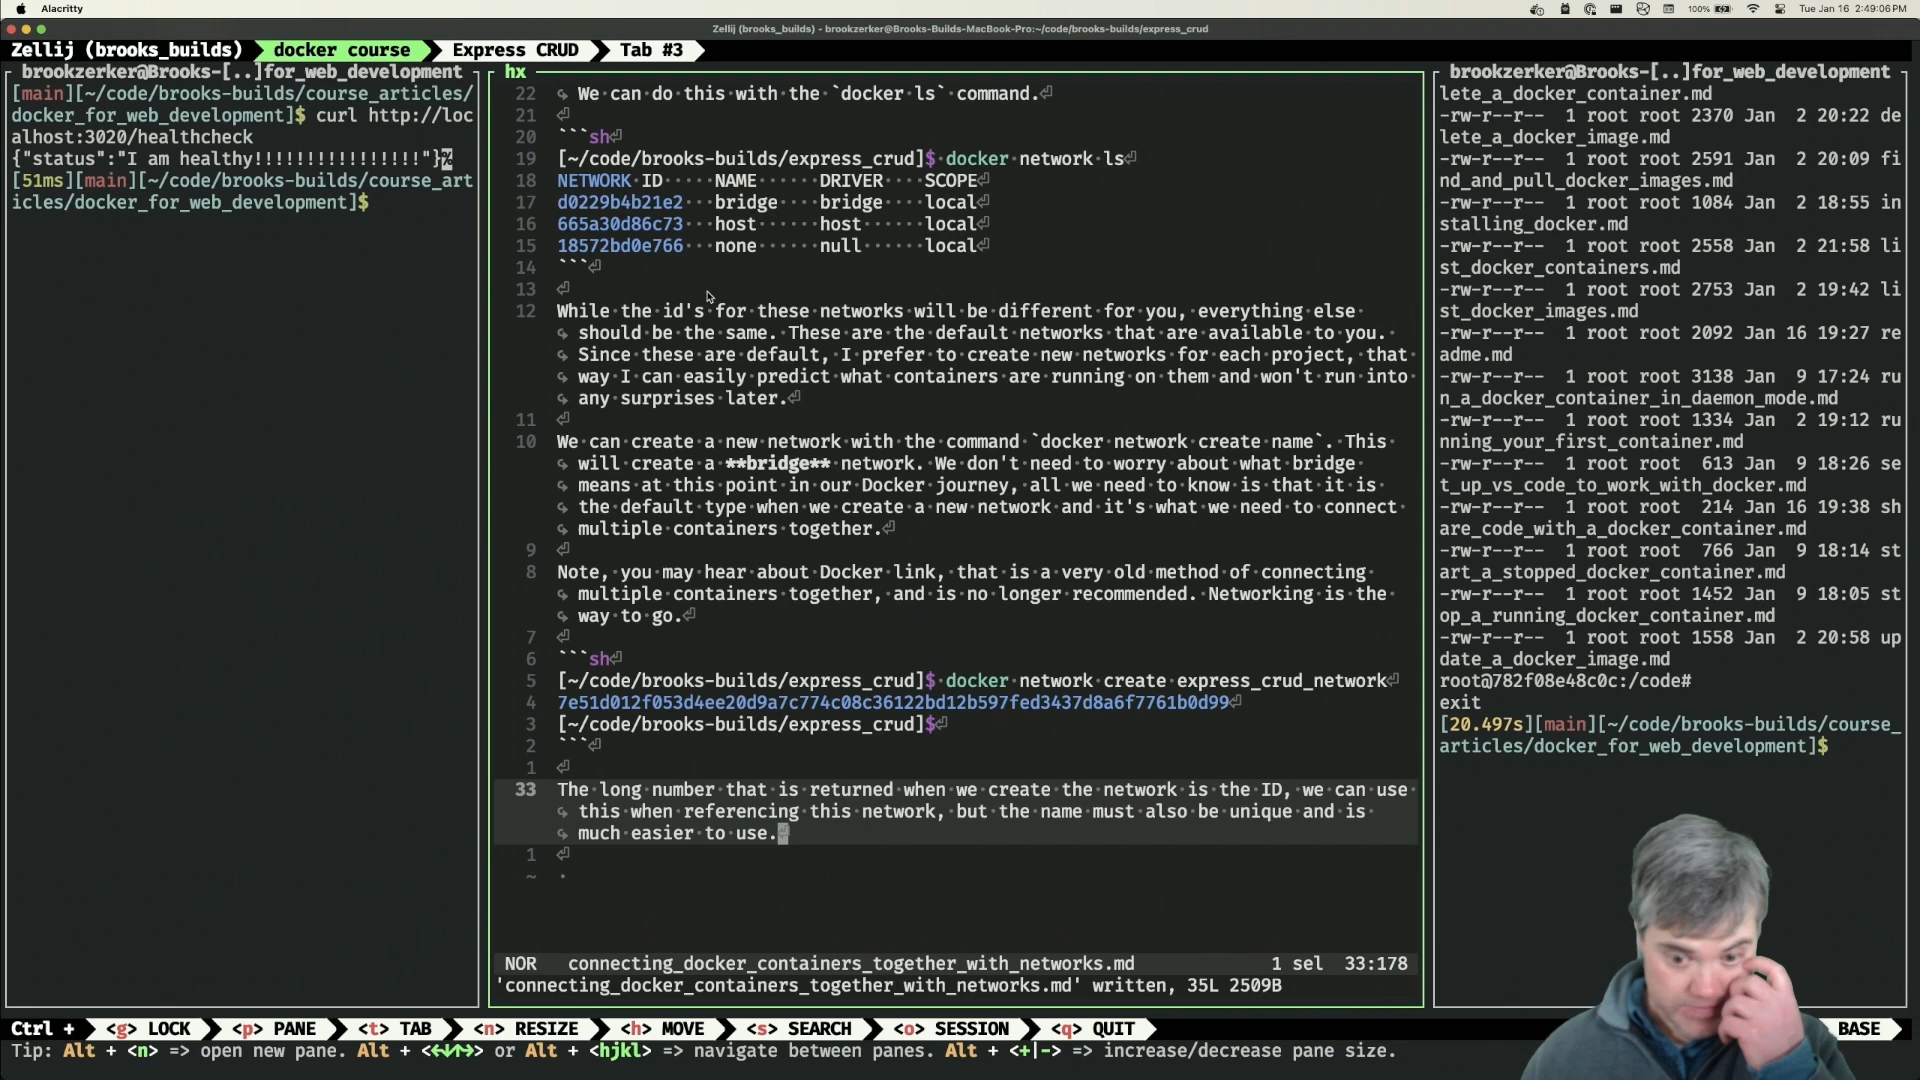 Alacritty
100%
Tue Jan 16 2:49:06 PM
Zellij (brooks_builds) - brookzerker@Brooks-Builds-MacBook-Pro:~/code/brooks-builds/express_crud
Zellij (brooks_builds) docker course Express CRUD Tab #3
brookzerker@Brooks-[..]for_web_development
[main][~/code/brooks-builds/course_articles/
docker_for_web_development]$ curl http://loc
alhost:3020/healthcheck
{"status":"I am healthy!!!!!!!!!!!!!!!!"}%
[51ms][main][~/code/brooks-builds/course_art
icles/docker_for_web_development]$
hx
22 ↪ We·can·do·this·with·the·`docker·ls`·command.⏎
21 ⏎
20 ```sh⏎
19 [~/code/brooks-builds/express_crud]$·docker·network·ls⏎
18 NETWORK·ID·····NAME······DRIVER····SCOPE⏎
17 d0229b4b21e2···bridge····bridge····local⏎
16 665a30d86c73···host······host······local⏎
15 18572bd0e766···none······null······local⏎
14 ```⏎
13 ⏎
12 While·the·id's·for·these·networks·will·be·different·for·you,·everything·else·
↪ should·be·the·same.·These·are·the·default·networks·that·are·available·to·you.·
↪ Since·these·are·default,·I·prefer·to·create·new·networks·for·each·project,·that·
↪ way·I·can·easily·predict·what·containers·are·running·on·them·and·won't·run·into·
↪ any·surprises·later.⏎
11 ⏎
10 We·can·create·a·new·network·with·the·command·`docker·network·create·name`.·This·
↪ will·create·a·**bridge**·network.·We·don't·need·to·worry·about·what·bridge·
↪ means·at·this·point·in·our·Docker·journey,·all·we·need·to·know·is·that·it·is·
↪ the·default·type·when·we·create·a·new·network·and·it's·what·we·need·to·connect·
↪ multiple·containers·together.⏎
9 ⏎
8 Note,·you·may·hear·about·Docker·link,·that·is·a·very·old·method·of·connecting·
↪ multiple·containers·together,·and·is·no·longer·recommended.·Networking·is·the·
↪ way·to·go.⏎
7 ⏎
6 ```sh⏎
5 [~/code/brooks-builds/express_crud]$·docker·network·create·express_crud_network⏎
4 7e51d012f053d4ee20d9a7c774c08c36122bd12b597fed3437d8a6f7761b0d99⏎
3 [~/code/brooks-builds/express_crud]$⏎
2 ```⏎
1 ⏎
33 The·long·number·that·is·returned·when·we·create·the·network·is·the·ID,·we·can·use·
↪ this·when·referencing·this·network,·but·the·name·must·also·be·unique·and·is·
↪ much·easier·to·use.⏎
1 ⏎
~ ·
NOR connecting_docker_containers_together_with_networks.md 1 sel 33:178
'connecting_docker_containers_together_with_networks.md' written, 35L 2509B
brookzerker@Brooks-[..]for_web_development
lete_a_docker_container.md
-rw-r--r-- 1 root root 2370 Jan 2 20:22 de
lete_a_docker_image.md
-rw-r--r-- 1 root root 2591 Jan 2 20:09 fi
nd_and_pull_docker_images.md
-rw-r--r-- 1 root root 1084 Jan 2 18:55 in
stalling_docker.md
-rw-r--r-- 1 root root 2558 Jan 2 21:58 li
st_docker_containers.md
-rw-r--r-- 1 root root 2753 Jan 2 19:42 li
st_docker_images.md
-rw-r--r-- 1 root root 2092 Jan 16 19:27 re
adme.md
-rw-r--r-- 1 root root 3138 Jan 9 17:24 ru
n_a_docker_container_in_daemon_mode.md
-rw-r--r-- 1 root root 1334 Jan 2 19:12 ru
nning_your_first_container.md
-rw-r--r-- 1 root root 613 Jan 9 18:26 se
t_up_vs_code_to_work_with_docker.md
-rw-r--r-- 1 root root 214 Jan 16 19:38 sh
are_code_with_a_docker_container.md
-rw-r--r-- 1 root root 766 Jan 9 18:14 st
art_a_stopped_docker_container.md
-rw-r--r-- 1 root root 1452 Jan 9 18:05 st
op_a_running_docker_container.md
-rw-r--r-- 1 root root 1558 Jan 2 20:58 up
date_a_docker_image.md
root@782f08e48c0c:/code#
exit
[20.497s][main][~/code/brooks-builds/course_
articles/docker_for_web_development]$
Ctrl + <g> LOCK <p> PANE <t> TAB <n> RESIZE <h> MOVE <s> SEARCH <o> SESSION <q> QUIT BASE
Tip: Alt + <n> => open new pane. Alt + <←↓↑→> or Alt + <hjkl> => navigate between panes. Alt + <+|-> => increase/decrease pane size.